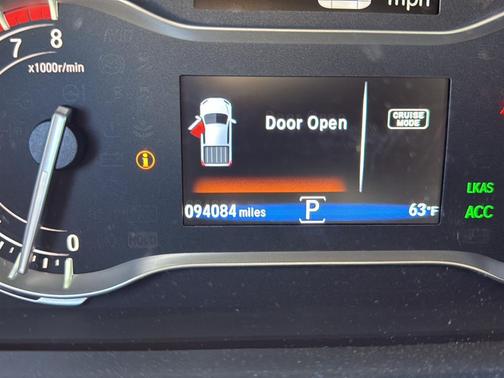 mph
7 8
x1000r/min
Door Open
CRUISE
MODE
i
LKAS
094084 miles P 63°F
ACC
0